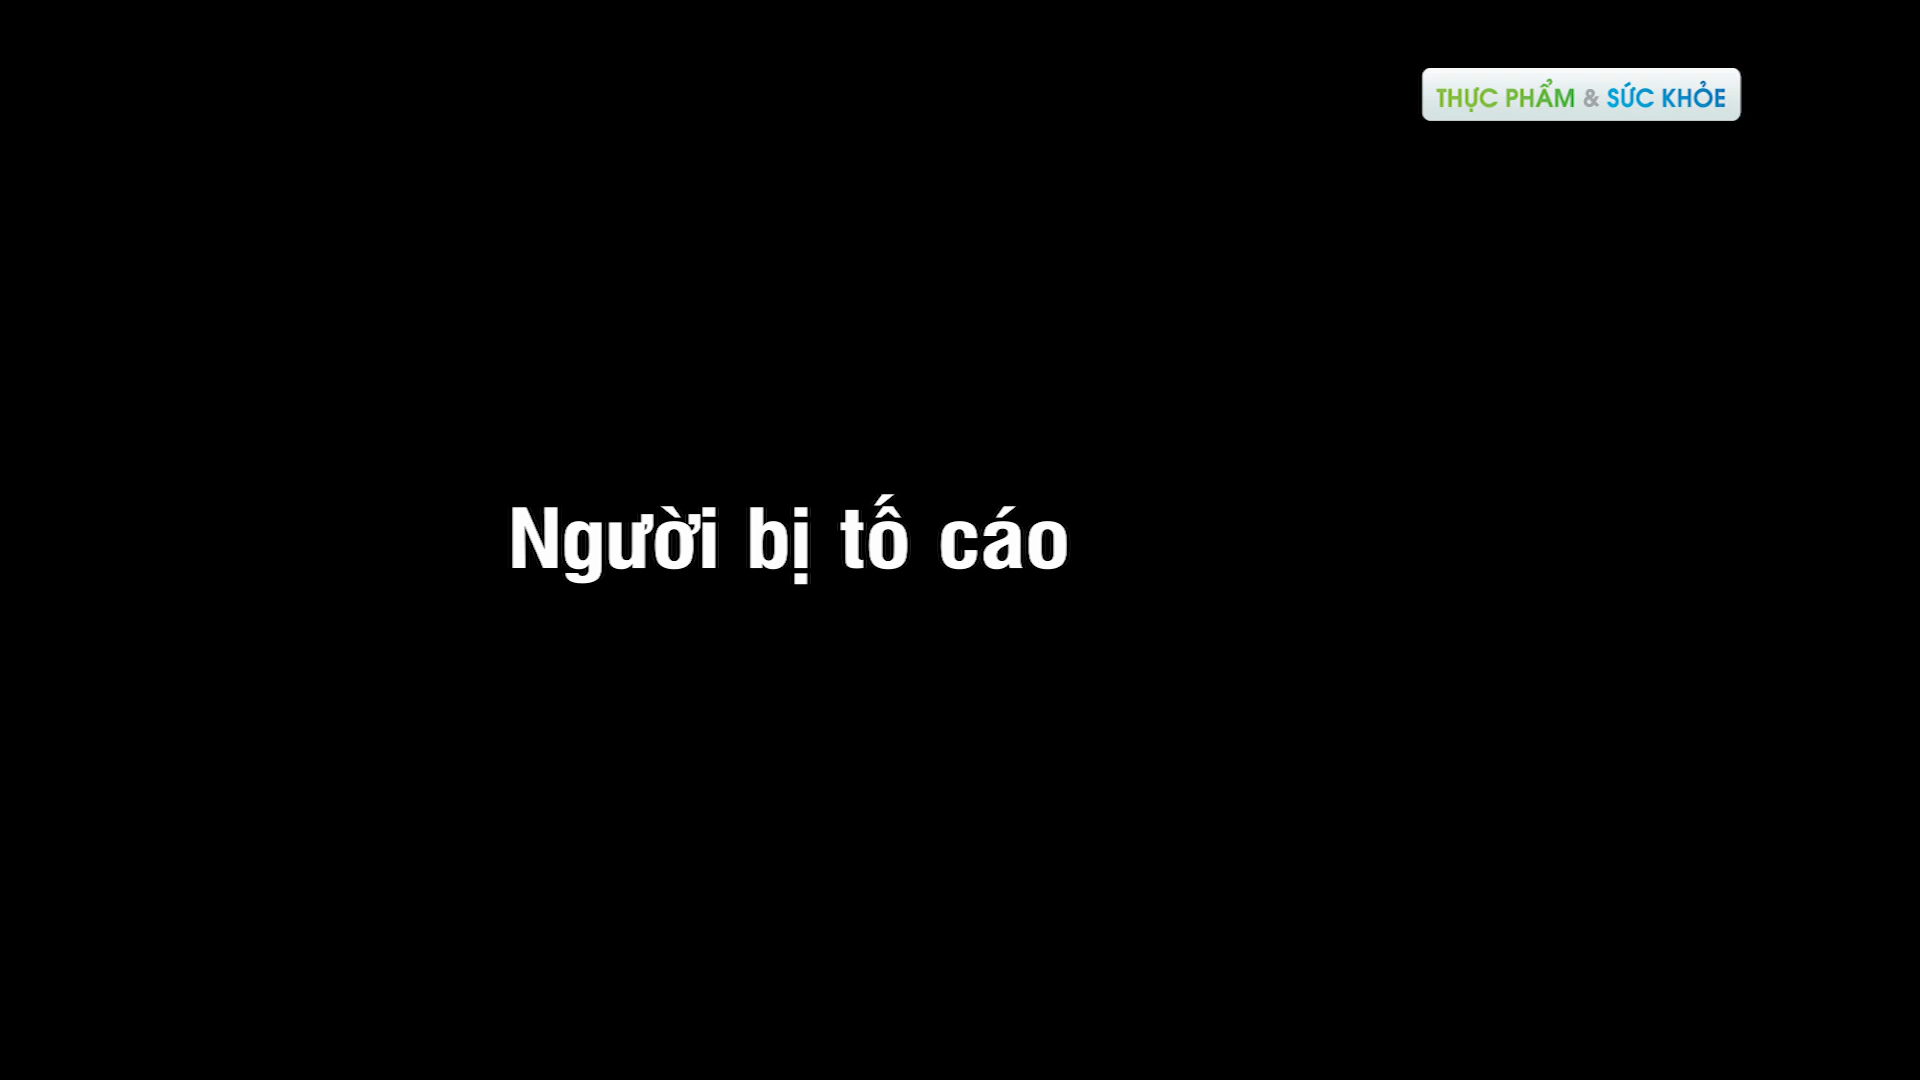 THỰC PHẨM & SỨC KHỎE
Người bị tố cáo